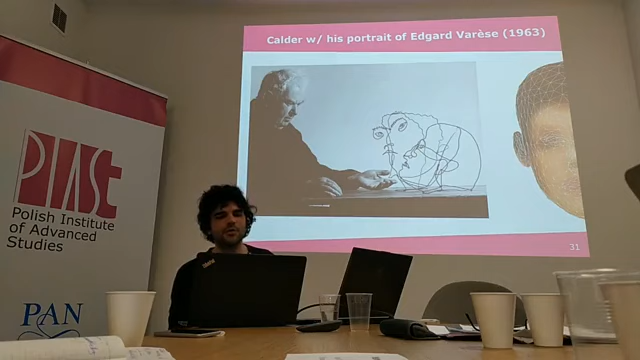 Calder w/ his portrait of Edgard Varèse (1963)
31
PIASt
Polish Institute
of Advanced
Studies
PAN